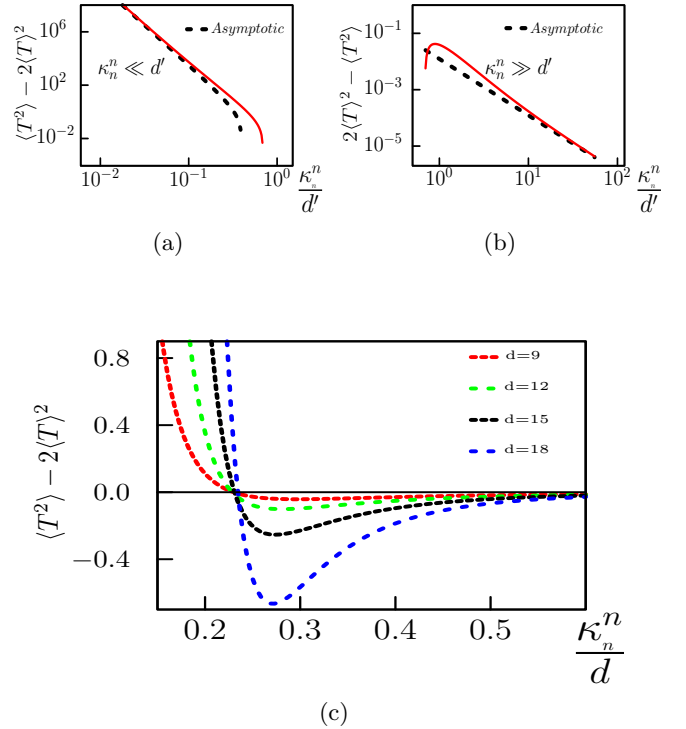 ⟨T²⟩ − 2⟨T⟩²
10⁶
10²
10⁻²
Asymptotic
κₙⁿ ≪ d′
10⁻² 10⁻¹ 10⁰
κₙⁿ/d′
(a)
2⟨T⟩² − ⟨T²⟩
10⁻¹
10⁻³
10⁻⁵
Asymptotic
κₙⁿ ≫ d′
10⁰ 10¹ 10²
κₙⁿ/d′
(b)
⟨T²⟩ − 2⟨T⟩²
0.8
0.4
0.0
−0.4
d=9
d=12
d=15
d=18
0.2 0.3 0.4 0.5
κₙⁿ/d
(c)